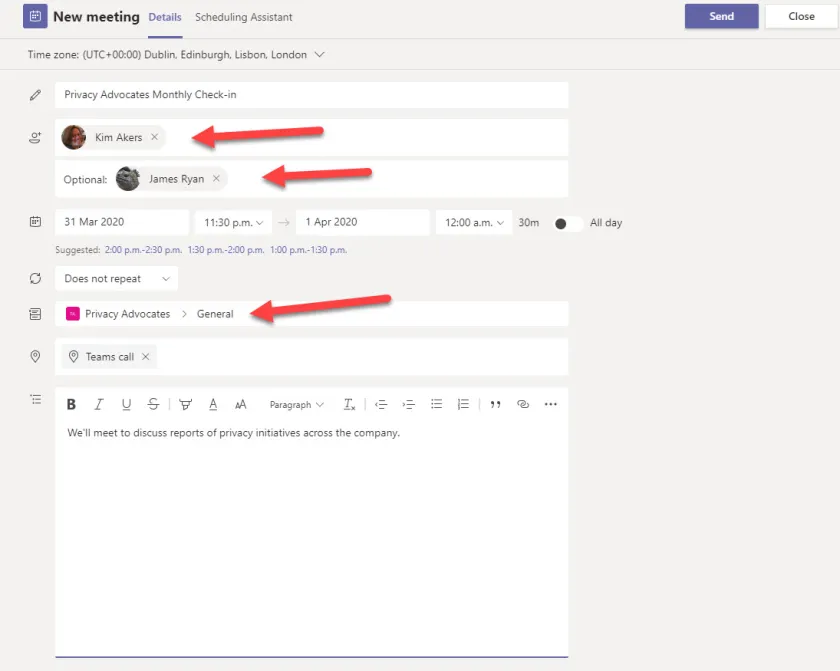 New meeting Details Scheduling Assistant Send Close
Time zone: (UTC+00:00) Dublin, Edinburgh, Lisbon, London
Privacy Advocates Monthly Check-in
Kim Akers
Optional: James Ryan
31 Mar 2020 11:30 p.m. 1 Apr 2020 12:00 a.m. 30m All day
Suggested: 2:00 p.m.-2:30 p.m. 1:30 p.m.-2:00 p.m. 1:00 p.m.-1:30 p.m.
Does not repeat
Privacy Advocates > General
Teams call
B I U S A AA Paragraph Tx
We'll meet to discuss reports of privacy initiatives across the company.